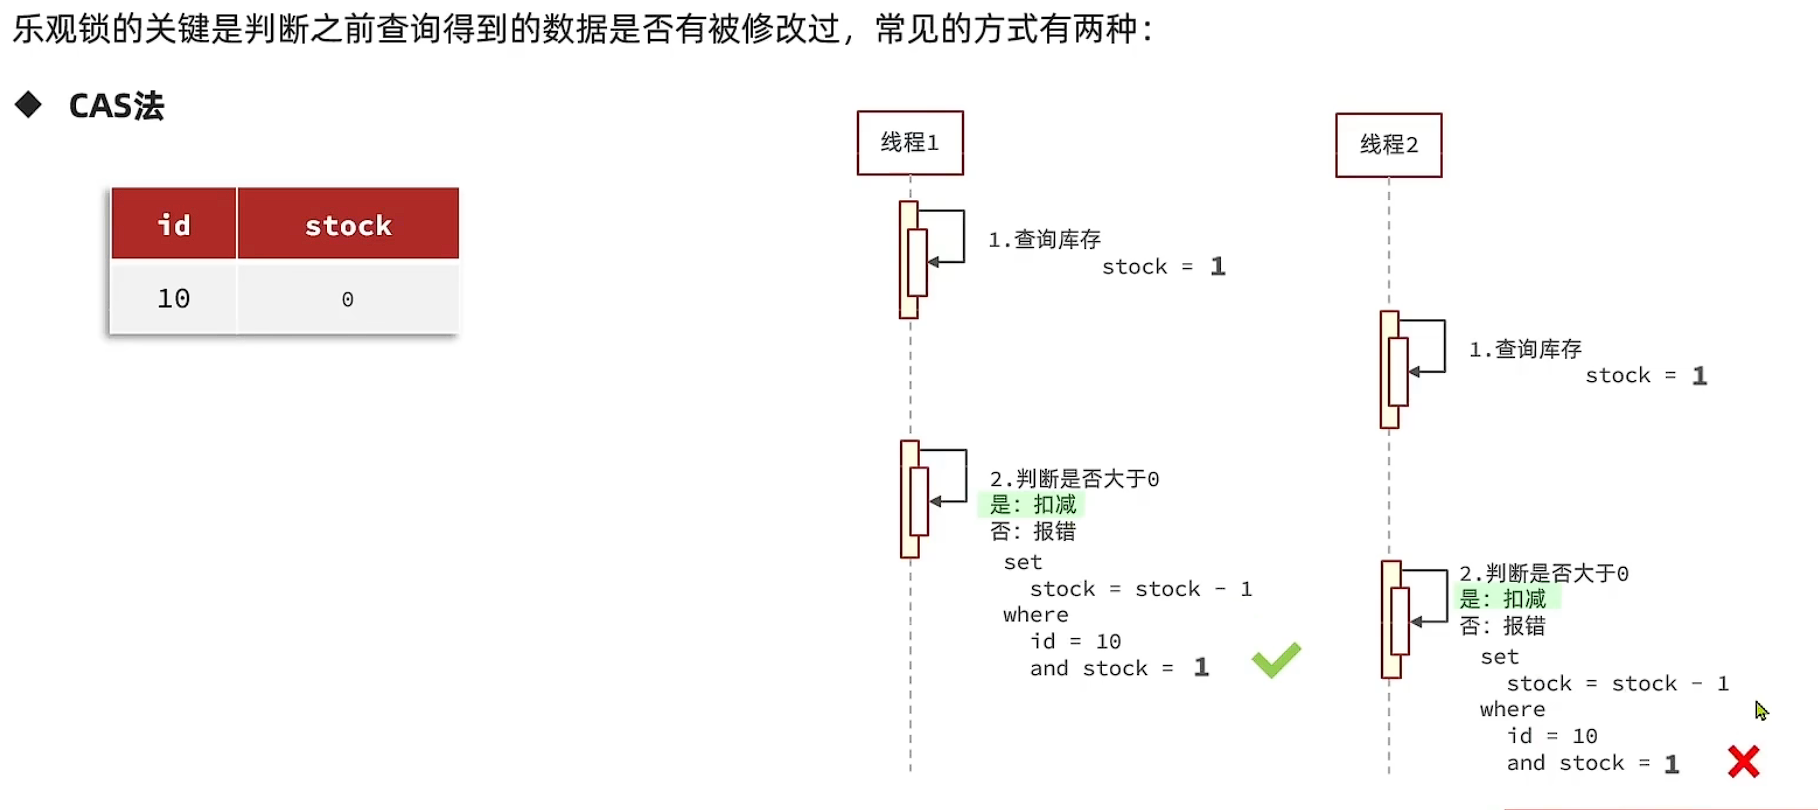 乐观锁的关键是判断之前查询得到的数据是否有被修改过，常见的方式有两种：
◆ CAS法
id stock
10 0
线程1
1.查询库存
stock = 1
2.判断是否大于0
是：扣减
否：报错
set
stock = stock - 1
where
id = 10
and stock = 1
线程2
1.查询库存
stock = 1
2.判断是否大于0
是：扣减
否：报错
set
stock = stock - 1
where
id = 10
and stock = 1